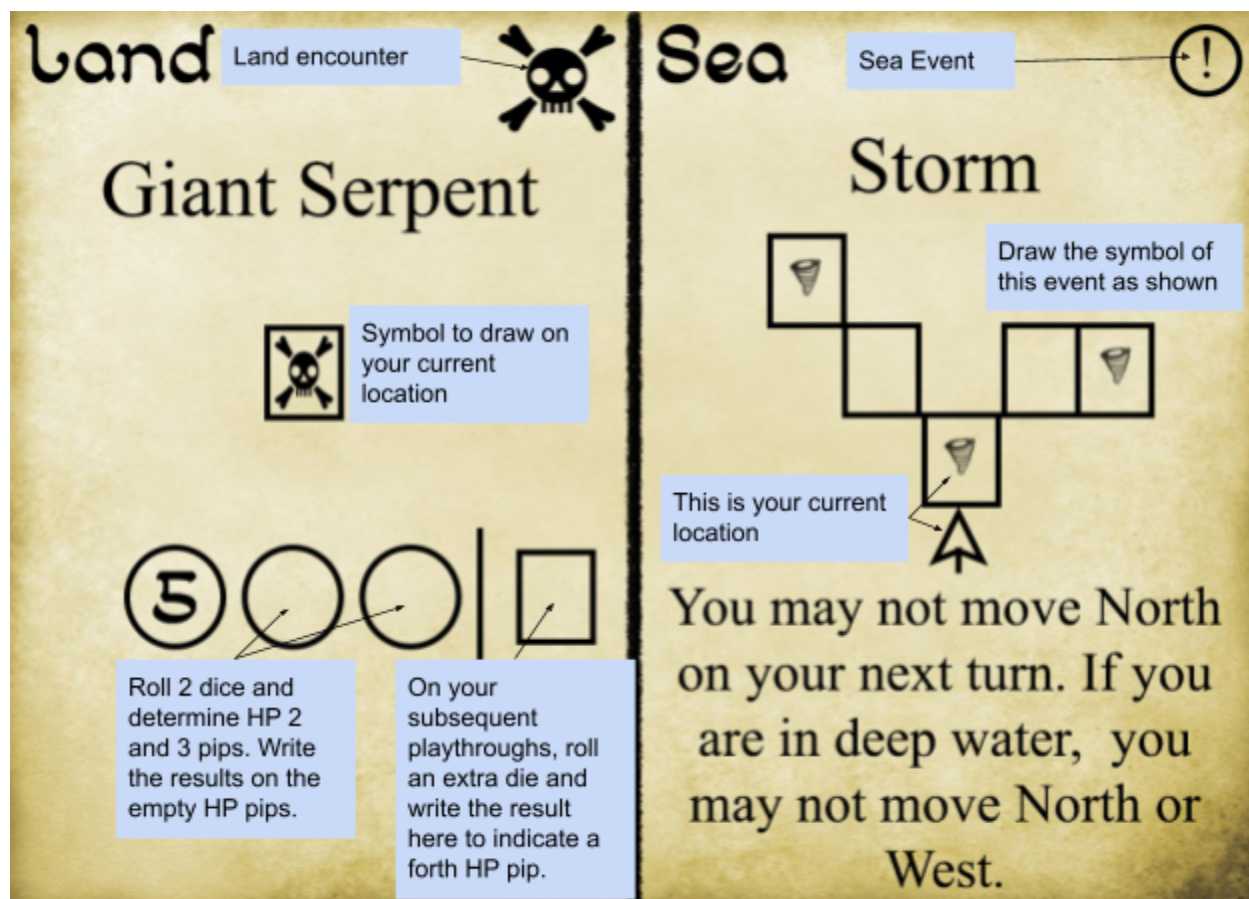 Land
Land encounter
Giant Serpent
Symbol to draw on
your current
location
5
Roll 2 dice and
determine HP 2
and 3 pips. Write
the results on the
empty HP pips.
On your
subsequent
playthroughs, roll
an extra die and
write the result
here to indicate a
forth HP pip.
Sea
Sea Event
!
Storm
Draw the symbol of
this event as shown
This is your current
location
You may not move North
on your next turn. If you
are in deep water, you
may not move North or
West.